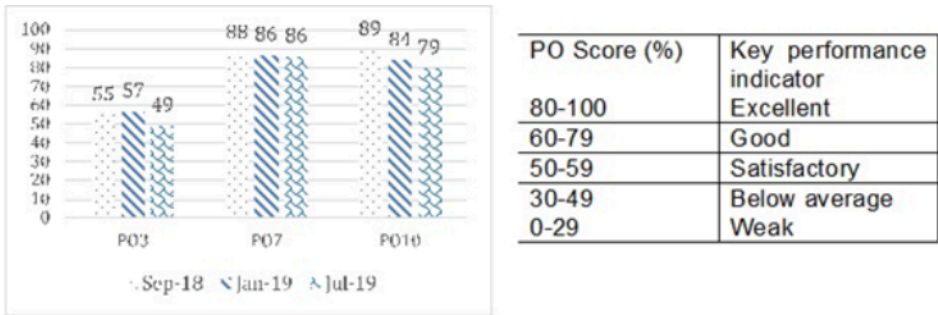 100
90
80
70
60
50
40
30
20
10
0
55 57 49
88 86 86
89 84 79
PO3 PO7 PO10
Sep-18 Jan-19 Jul-19
PO Score (%) Key performance
indicator
80-100 Excellent
60-79 Good
50-59 Satisfactory
30-49 Below average
0-29 Weak